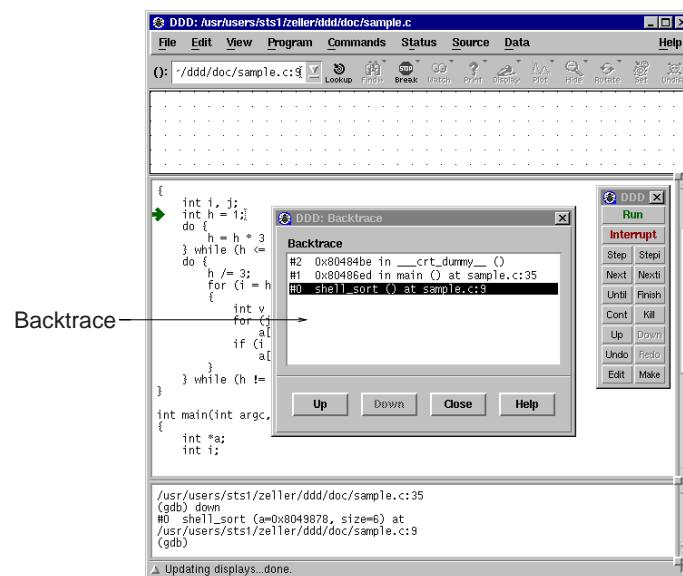 DDD: /usr/users/sts1/zeller/ddd/doc/sample.c
File Edit View Program Commands Status Source Data Help
(): ~/ddd/doc/sample.c:9 Lookup Find» Break Watch Print Display Plot Hide Rotate Set Undisp
{
int i, j;
int h = 1;
do {
h = h * 3
} while (h <=
do {
h /= 3;
for (i = h
{
int v
for (j
a[
if (i
a[
}
} while (h !=
}
int main(int argc,
{
int *a;
int i;
DDD: Backtrace
Backtrace
#2 0x80484be in ___crt_dummy__ ()
#1 0x80486ed in main () at sample.c:35
#0 shell_sort () at sample.c:9
Up Down Close Help
DDD
Run
Interrupt
Step Stepi
Next Nexti
Until Finish
Cont Kill
Up Down
Undo Redo
Edit Make
Backtrace
/usr/users/sts1/zeller/ddd/doc/sample.c:35
(gdb) down
#0 shell_sort (a=0x8049878, size=6) at
/usr/users/sts1/zeller/ddd/doc/sample.c:9
(gdb)
Updating displays...done.